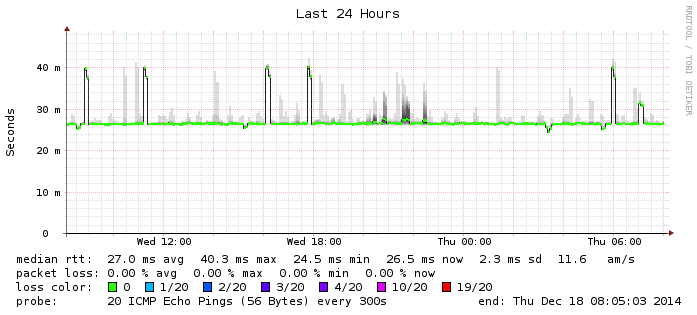 Last 24 Hours
RRDTOOL / TOBI OETIKER
Seconds
40 m
30 m
20 m
10 m
0
Wed 12:00 Wed 18:00 Thu 00:00 Thu 06:00
median rtt: 27.0 ms avg 40.3 ms max 24.5 ms min 26.5 ms now 2.3 ms sd 11.6 am/s
packet loss: 0.00 % avg 0.00 % max 0.00 % min 0.00 % now
loss color: 0 1/20 2/20 3/20 4/20 10/20 19/20
probe: 20 ICMP Echo Pings (56 Bytes) every 300s end: Thu Dec 18 08:05:03 2014